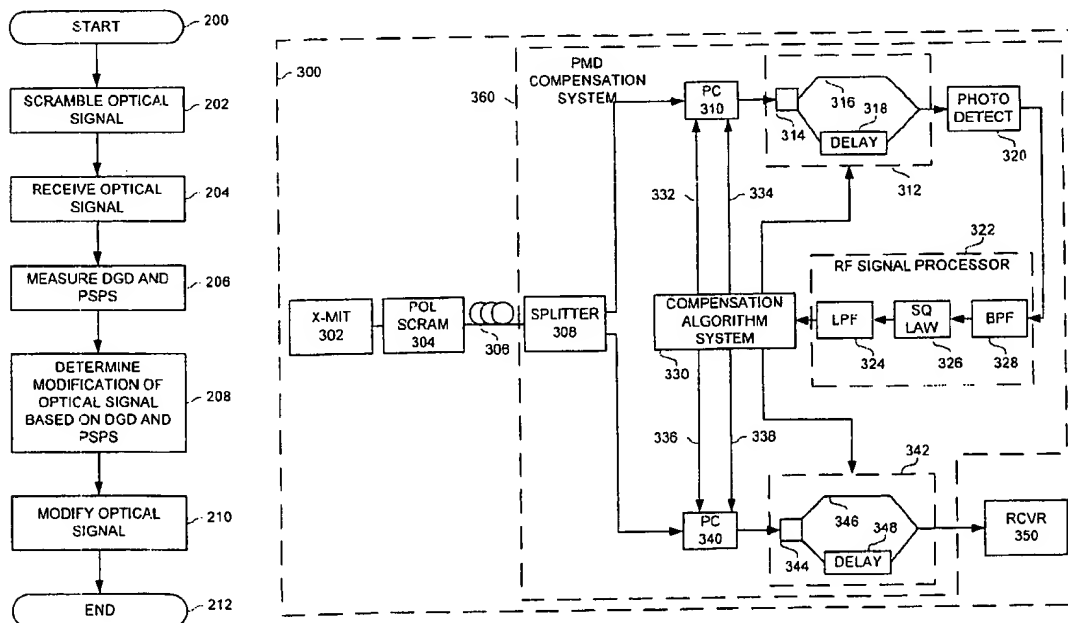 START
200
SCRAMBLE OPTICAL
SIGNAL
202
RECEIVE OPTICAL
SIGNAL
204
MEASURE DGD AND
PSPS
206
DETERMINE
MODIFICATION OF
OPTICAL SIGNAL
BASED ON DGD AND
PSPS
208
MODIFY OPTICAL
SIGNAL
210
END
212
300
360
PMD
COMPENSATION
SYSTEM
X-MIT
302
POL
SCRAM
304
306
SPLITTER
308
PC
310
314
316
318
DELAY
312
PHOTO
DETECT
320
332
334
322
RF SIGNAL PROCESSOR
LPF
324
SQ
LAW
326
BPF
328
COMPENSATION
ALGORITHM
SYSTEM
330
336
338
342
PC
340
344
346
348
DELAY
RCVR
350